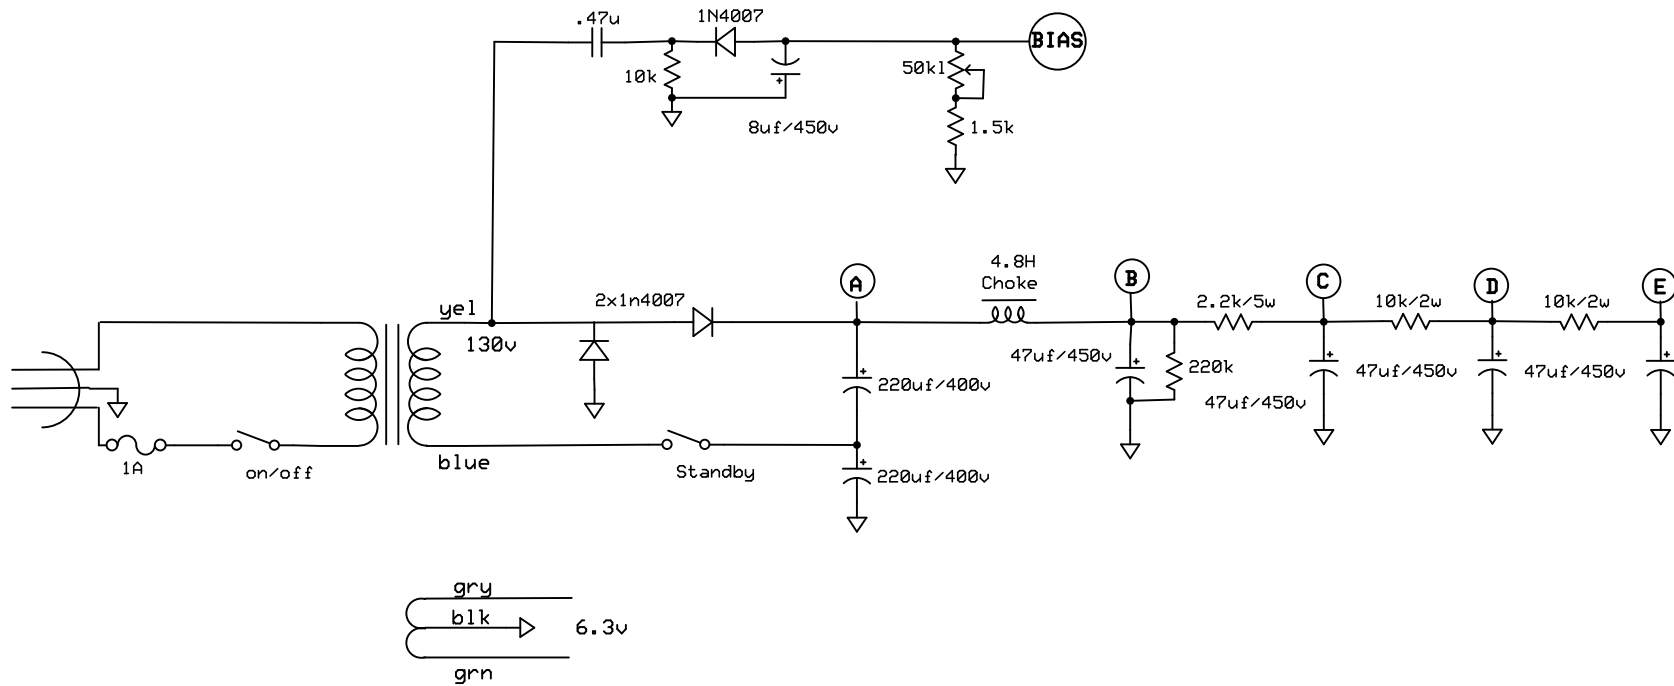 .47u
1N4007
BIAS
10k
50kl
8uf/450v
1.5k
4.8H
Choke
A
B
C
D
E
yel
2x1n4007
2.2k/5w
10k/2w
10k/2w
130v
47uf/450v
220k
47uf/450v
47uf/450v
220uf/400v
47uf/450v
1A
on/off
blue
Standby
220uf/400v
gry
blk
6.3v
grn